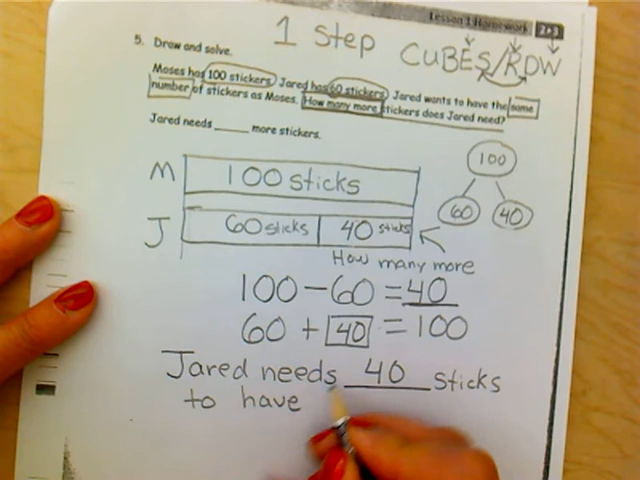 Lesson 1 Homework 2•3
1 Step CUBES/RDW
5. Draw and solve.
Moses has 100 stickers. Jared has 60 stickers. Jared wants to have the same
number of stickers as Moses. How many more stickers does Jared need?
Jared needs _____ more stickers.
M 100 sticks
J 60 sticks 40 sticks
100
60 40
How many more
100 - 60 = 40
60 + 40 = 100
Jared needs 40 sticks
to have